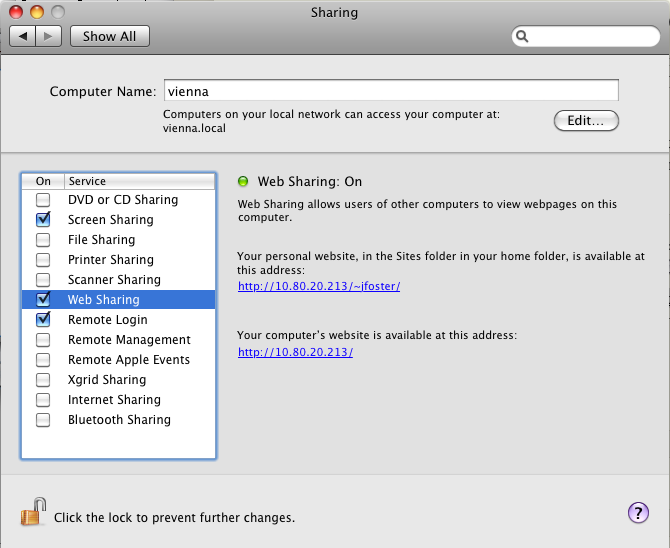 Sharing
Show All
Computer Name: vienna
Computers on your local network can access your computer at:
vienna.local
Edit...
On Service
DVD or CD Sharing
Screen Sharing
File Sharing
Printer Sharing
Scanner Sharing
Web Sharing
Remote Login
Remote Management
Remote Apple Events
Xgrid Sharing
Internet Sharing
Bluetooth Sharing
Web Sharing: On
Web Sharing allows users of other computers to view webpages on this
computer.
Your personal website, in the Sites folder in your home folder, is available at
this address:
http://10.80.20.213/~jfoster/
Your computer's website is available at this address:
http://10.80.20.213/
Click the lock to prevent further changes.
?